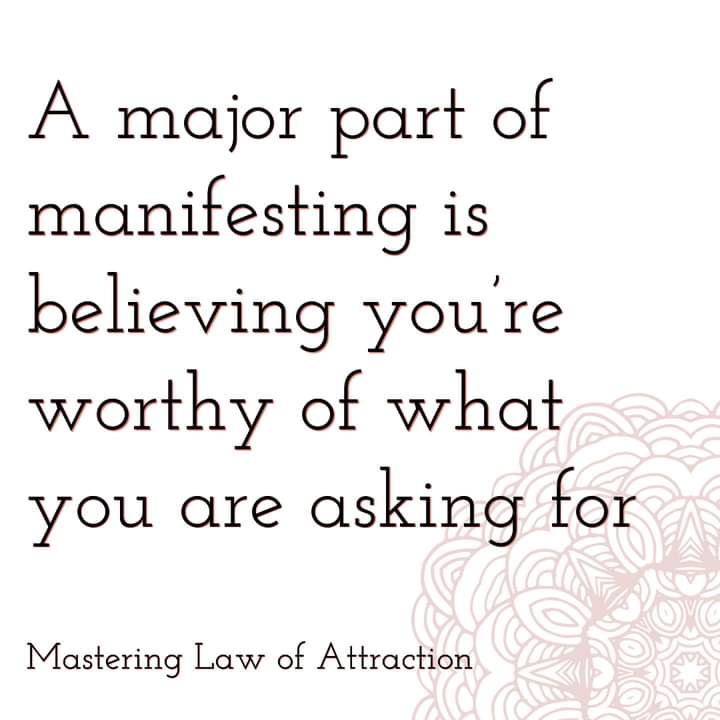 A major part of
manifesting is
believing you're
worthy of what
you are asking for
Mastering Law of Attraction